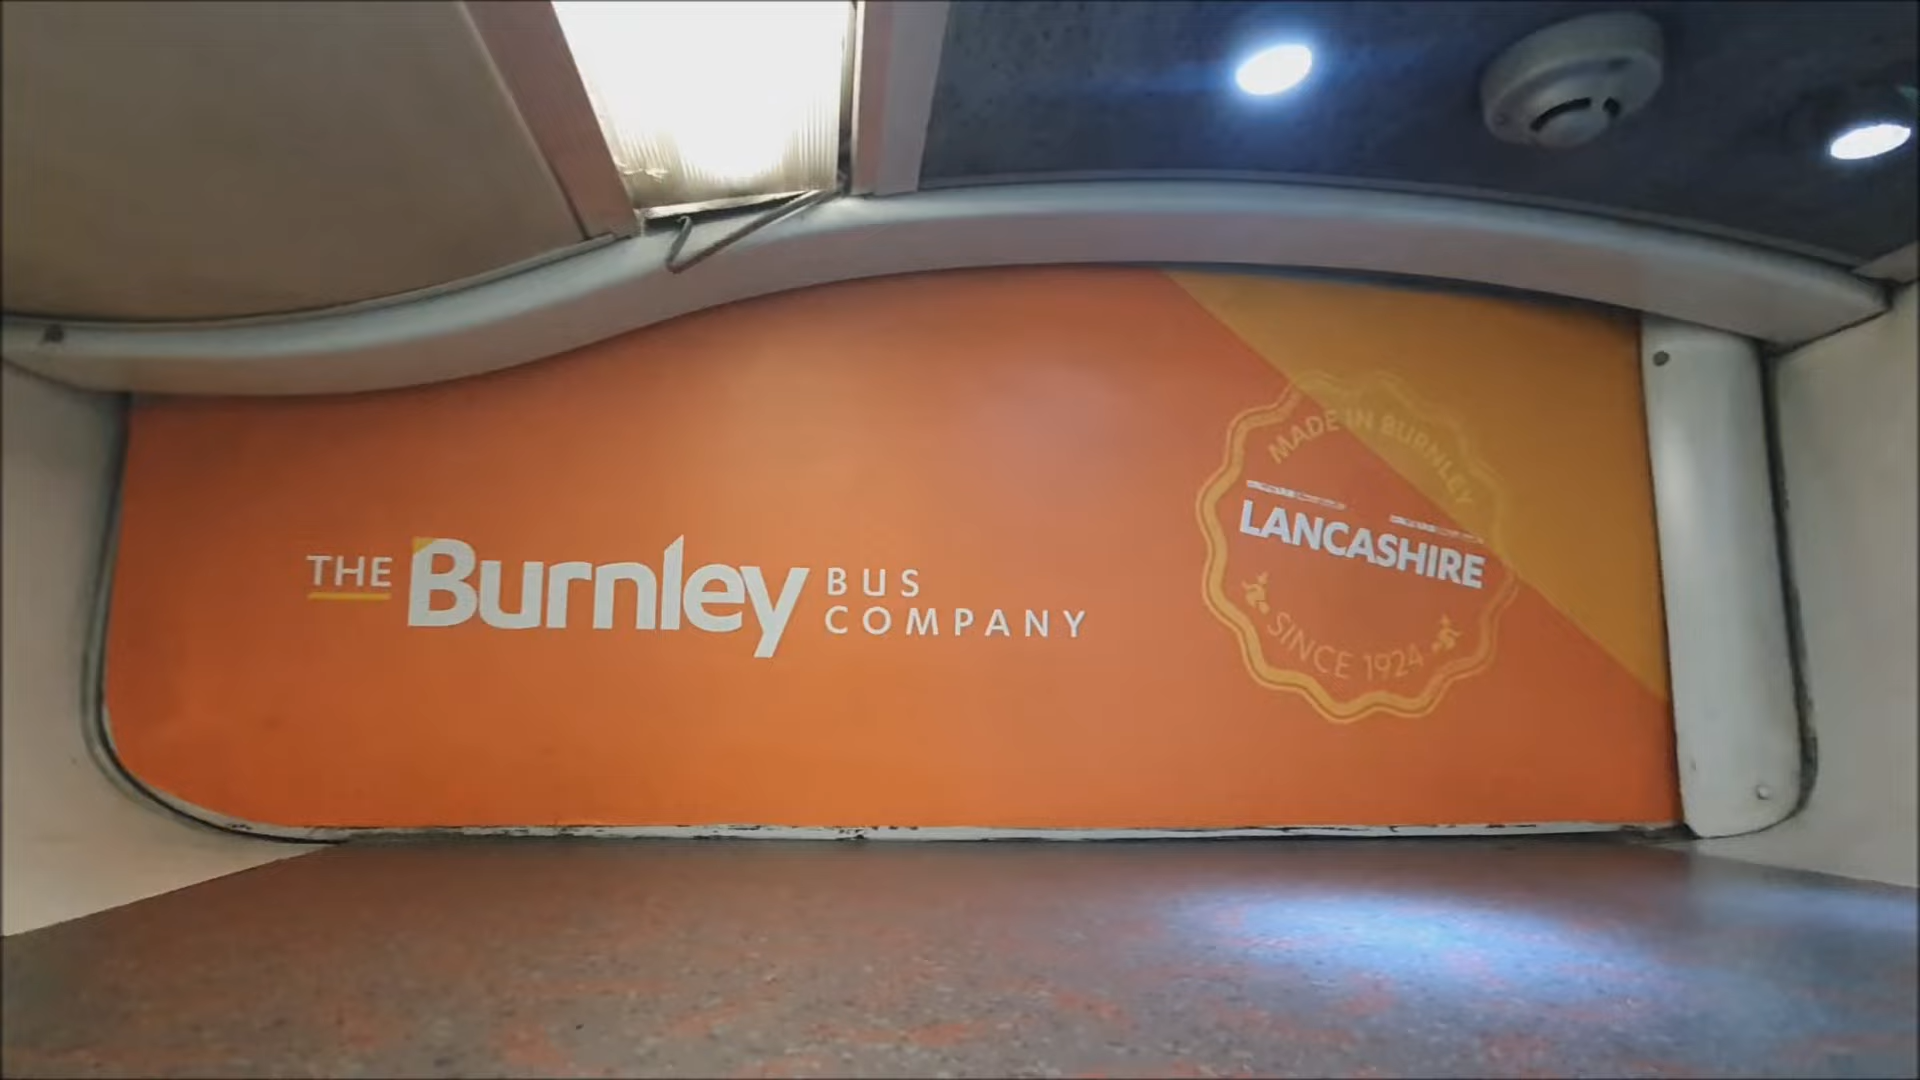 THE Burnley BUS COMPANY
MADE IN BURNLEY
LANCASHIRE
SINCE 1924